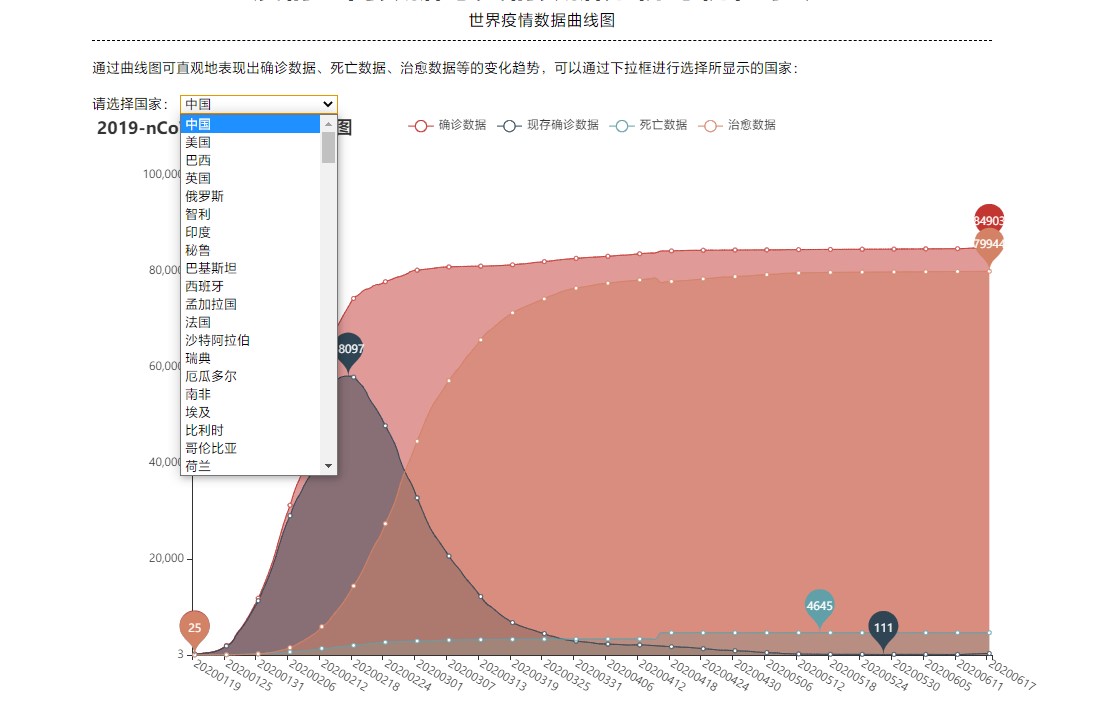 世界疫情数据曲线图
通过曲线图可直观地表现出确诊数据、死亡数据、治愈数据等的变化趋势，可以通过下拉框进行选择所显示的国家：
请选择国家： 中国
2019-nCo
图
确诊数据 现存确诊数据 死亡数据 治愈数据
中国
美国
巴西
英国
俄罗斯
智利
印度
秘鲁
巴基斯坦
西班牙
孟加拉国
法国
沙特阿拉伯
瑞典
厄瓜多尔
南非
埃及
比利时
哥伦比亚
荷兰
100,000
80,000
60,000
40,000
20,000
3
84903
79944
8097
25
4645
111
20200119 20200125 20200131 20200206 20200212 20200218 20200224 20200301 20200307 20200313 20200319 20200325 20200331 20200406 20200412 20200418 20200424 20200430 20200506 20200512 20200518 20200524 20200530 20200605 20200611 20200617